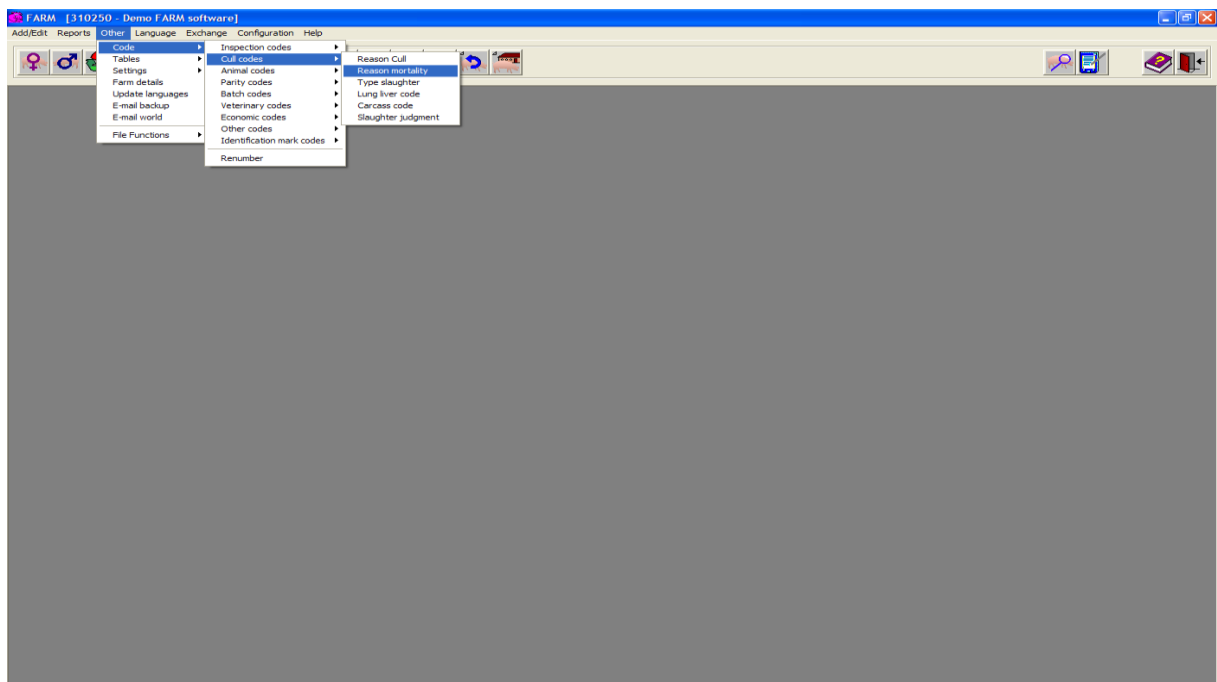 FARM [310250 - Demo FARM software]
Add/Edit Reports Other Language Exchange Configuration Help
Code
Tables
Settings
Farm details
Update languages
E-mail backup
E-mail world
File Functions
Inspection codes
Cull codes
Animal codes
Parity codes
Batch codes
Veterinary codes
Economic codes
Other codes
Identification mark codes
Renumber
Reason Cull
Reason mortality
Type slaughter
Lung liver code
Carcass code
Slaughter judgment